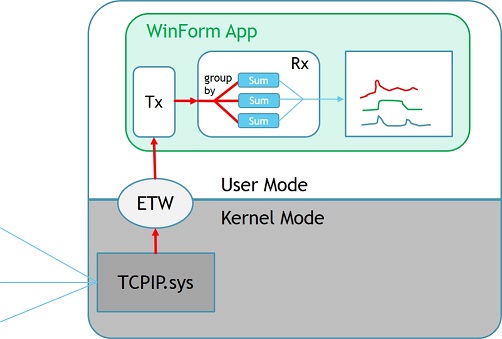 WinForm App
Tx
group
by
Sum
Sum
Sum
Rx
ETW
User Mode
Kernel Mode
TCPIP.sys